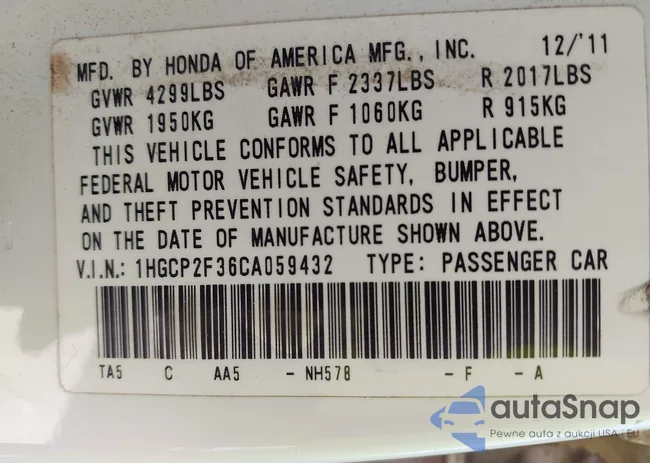 MFD. BY HONDA OF AMERICA MFG., INC. 12/'11
GVWR 4299LBS GAWR F 2337LBS R 2017LBS
GVWR 1950KG GAWR F 1060KG R 915KG
THIS VEHICLE CONFORMS TO ALL APPLICABLE
FEDERAL MOTOR VEHICLE SAFETY, BUMPER,
AND THEFT PREVENTION STANDARDS IN EFFECT
ON THE DATE OF MANUFACTURE SHOWN ABOVE.
V.I.N.: 1HGCP2F36CA059432 TYPE: PASSENGER CAR
TA5 C AA5 - NH578 - F - A
autaSnap
Pewne auta z aukcji USA i EU